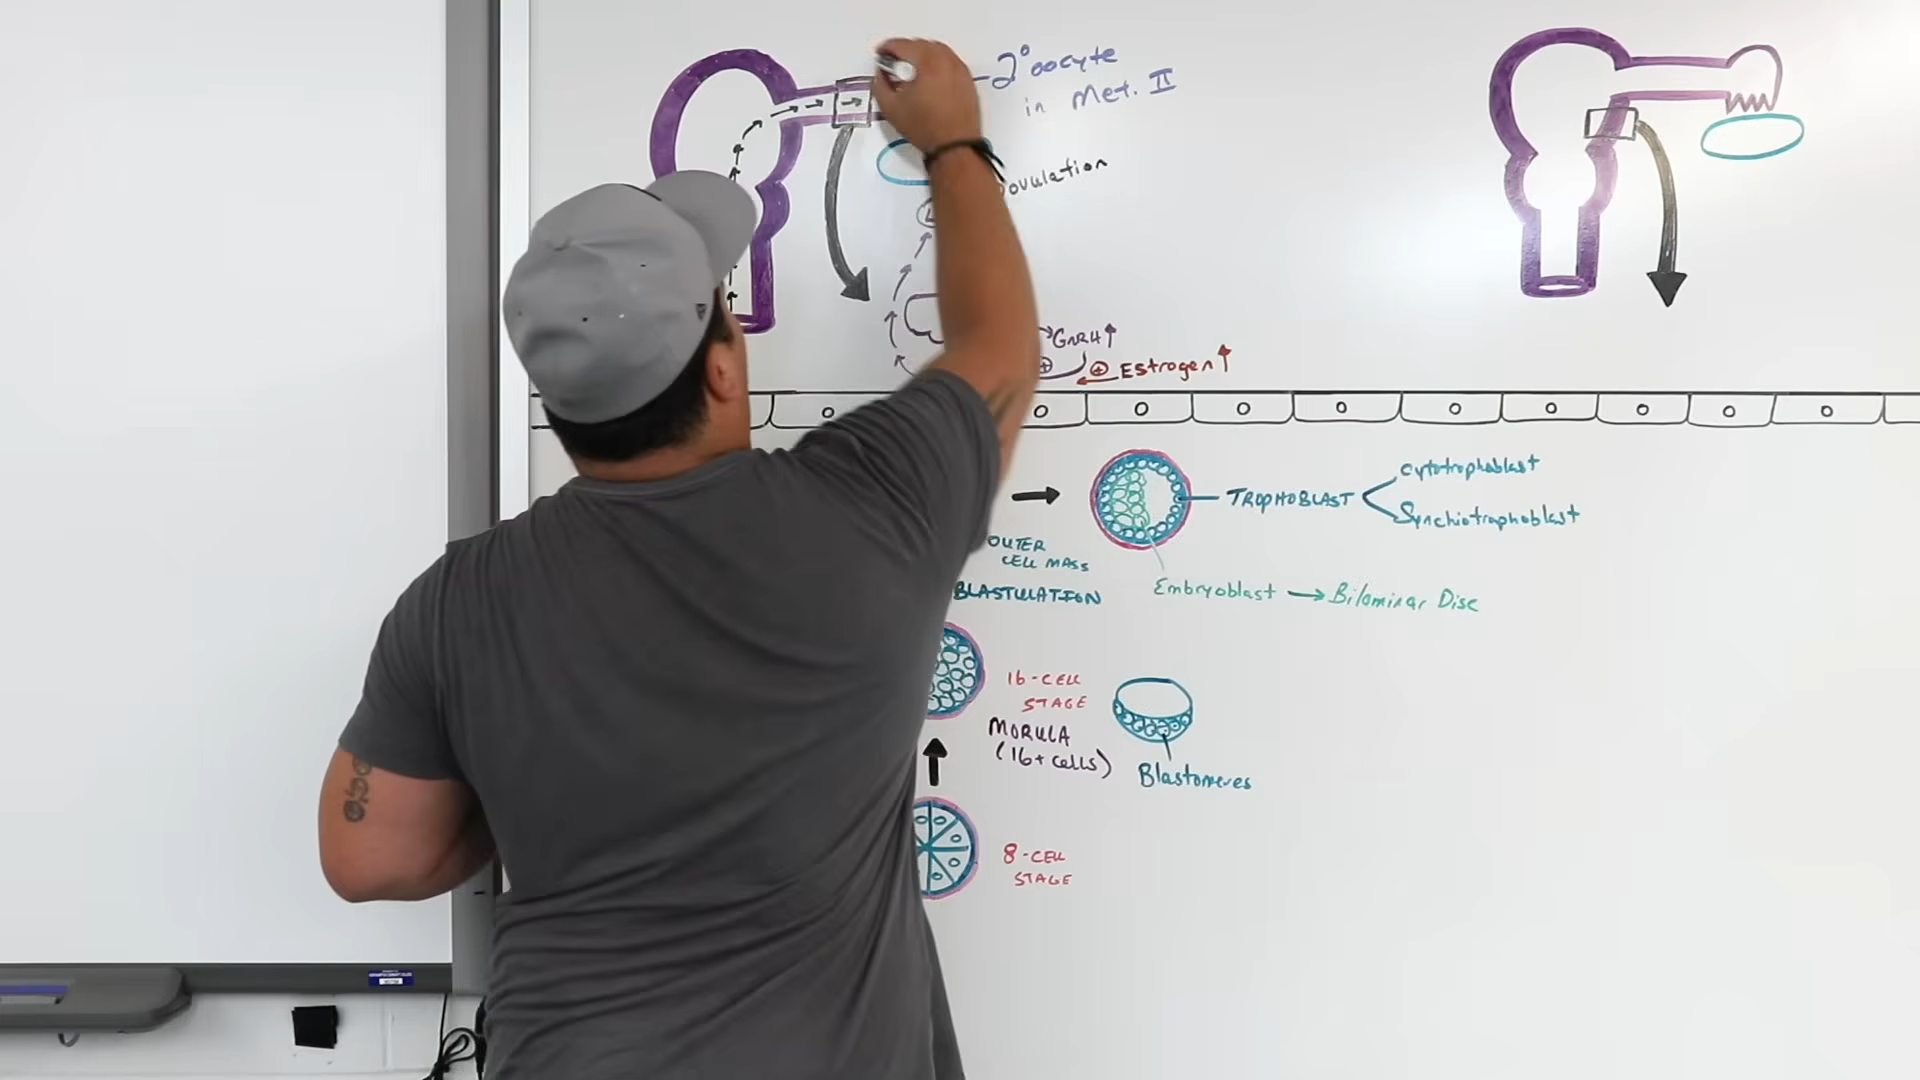 2° oocyte
in Met. II
ovulation
GnRH↑
⊕ ⊕ Estrogen↑
cytotrophoblast
TROPHOBLAST
Synchiotrophoblast
OUTER
CELL MASS
BLASTULATION
Embryoblast → Bilaminar Disc
16-CELL
STAGE
MORULA
(16+ cells)
Blastomeres
8-CELL
STAGE